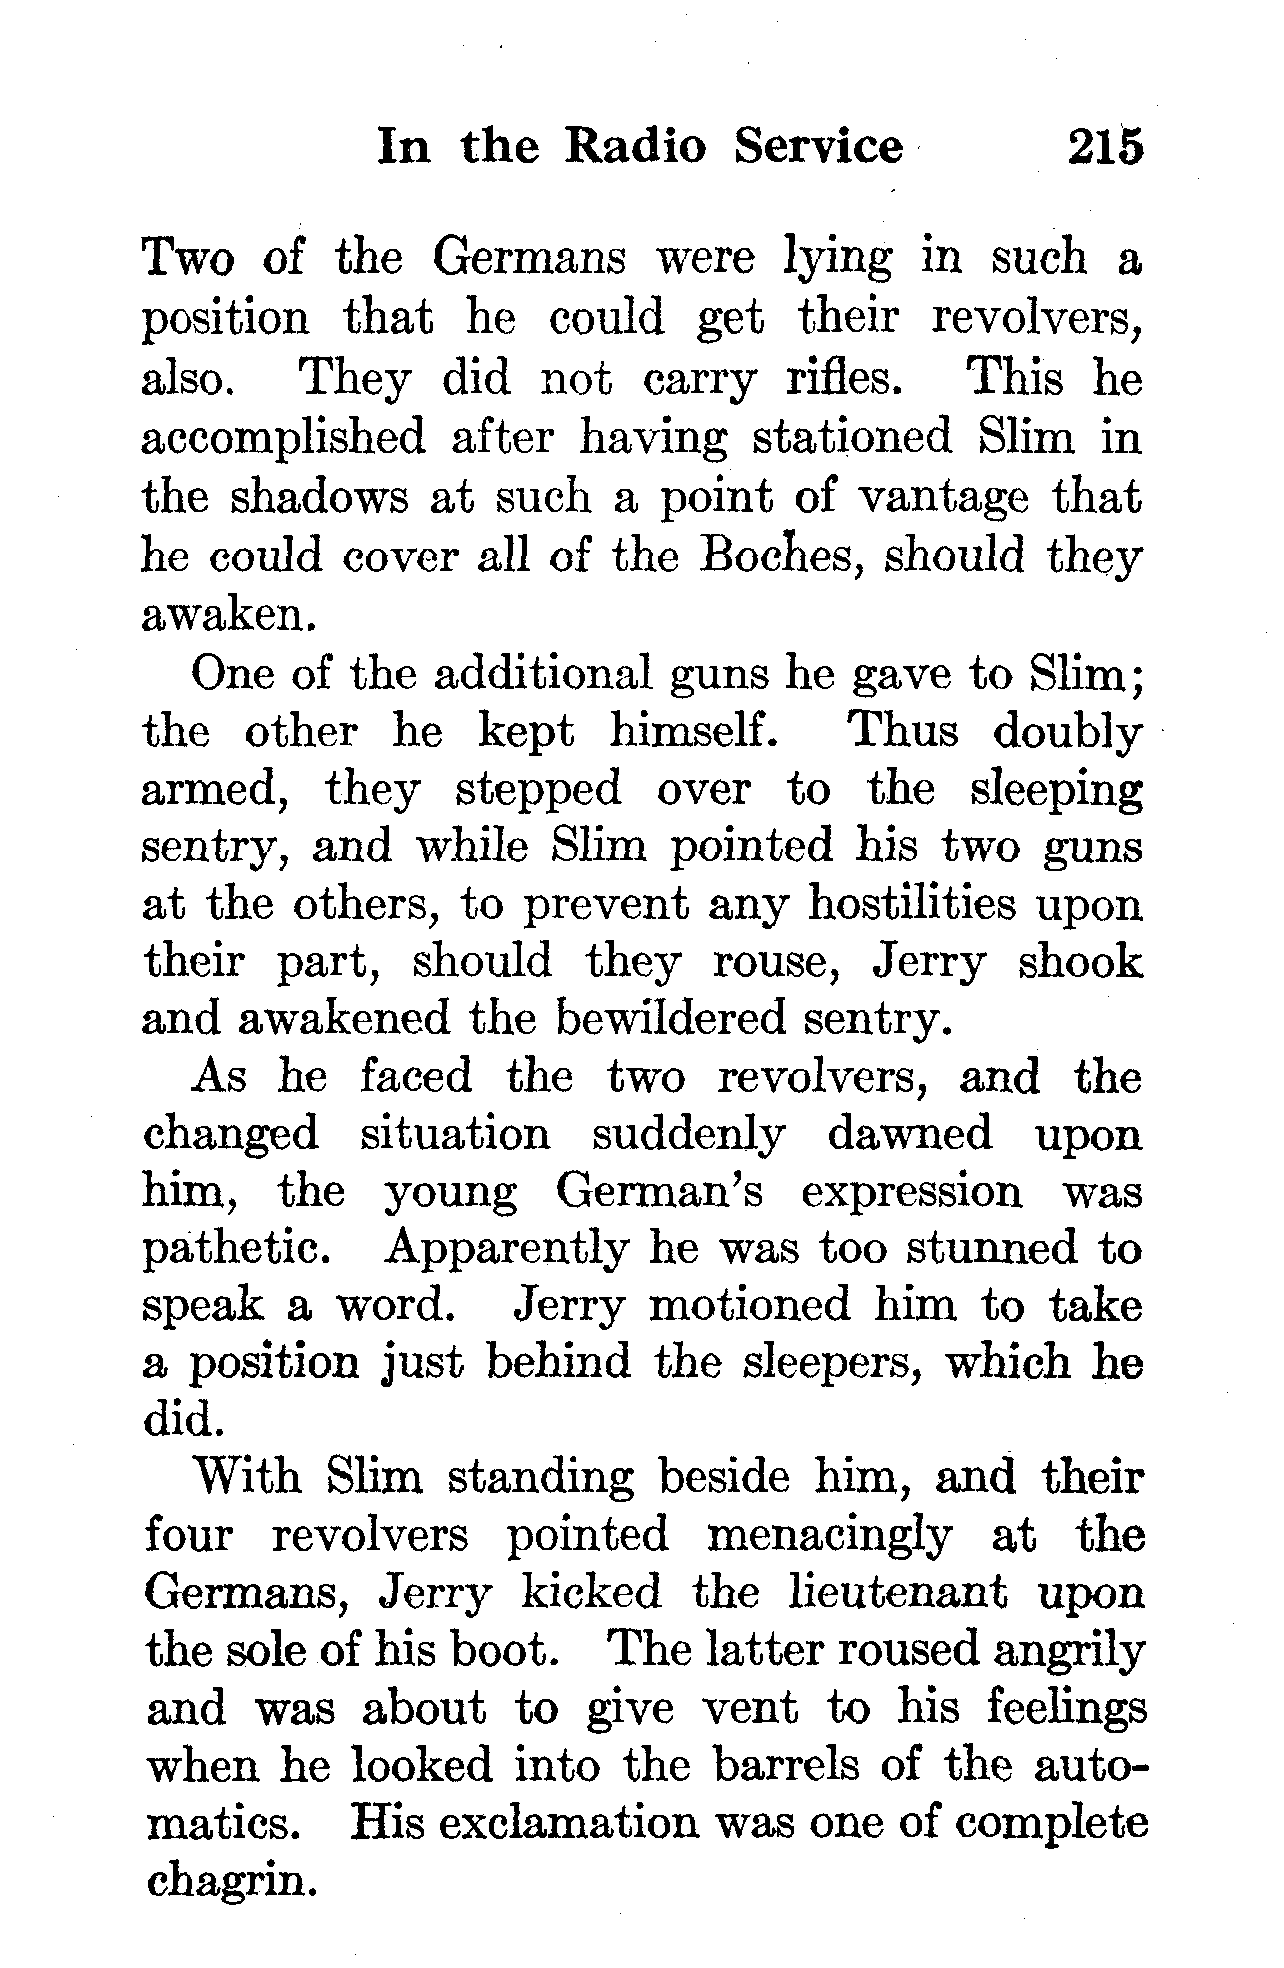 In the Radio Service 215
Two of the Germans were lying in such a
position that he could get their revolvers,
also. They did not carry rifles. This he
accomplished after having stationed Slim in
the shadows at such a point of vantage that
he could cover all of the Boches, should they
awaken.
One of the additional guns he gave to Slim;
the other he kept himself. Thus doubly
armed, they stepped over to the sleeping
sentry, and while Slim pointed his two guns
at the others, to prevent any hostilities upon
their part, should they rouse, Jerry shook
and awakened the bewildered sentry.
As he faced the two revolvers, and the
changed situation suddenly dawned upon
him, the young German's expression was
pathetic. Apparently he was too stunned to
speak a word. Jerry motioned him to take
a position just behind the sleepers, which he
did.
With Slim standing beside him, and their
four revolvers pointed menacingly at the
Germans, Jerry kicked the lieutenant upon
the sole of his boot. The latter roused angrily
and was about to give vent to his feelings
when he looked into the barrels of the auto-
matics. His exclamation was one of complete
chagrin.